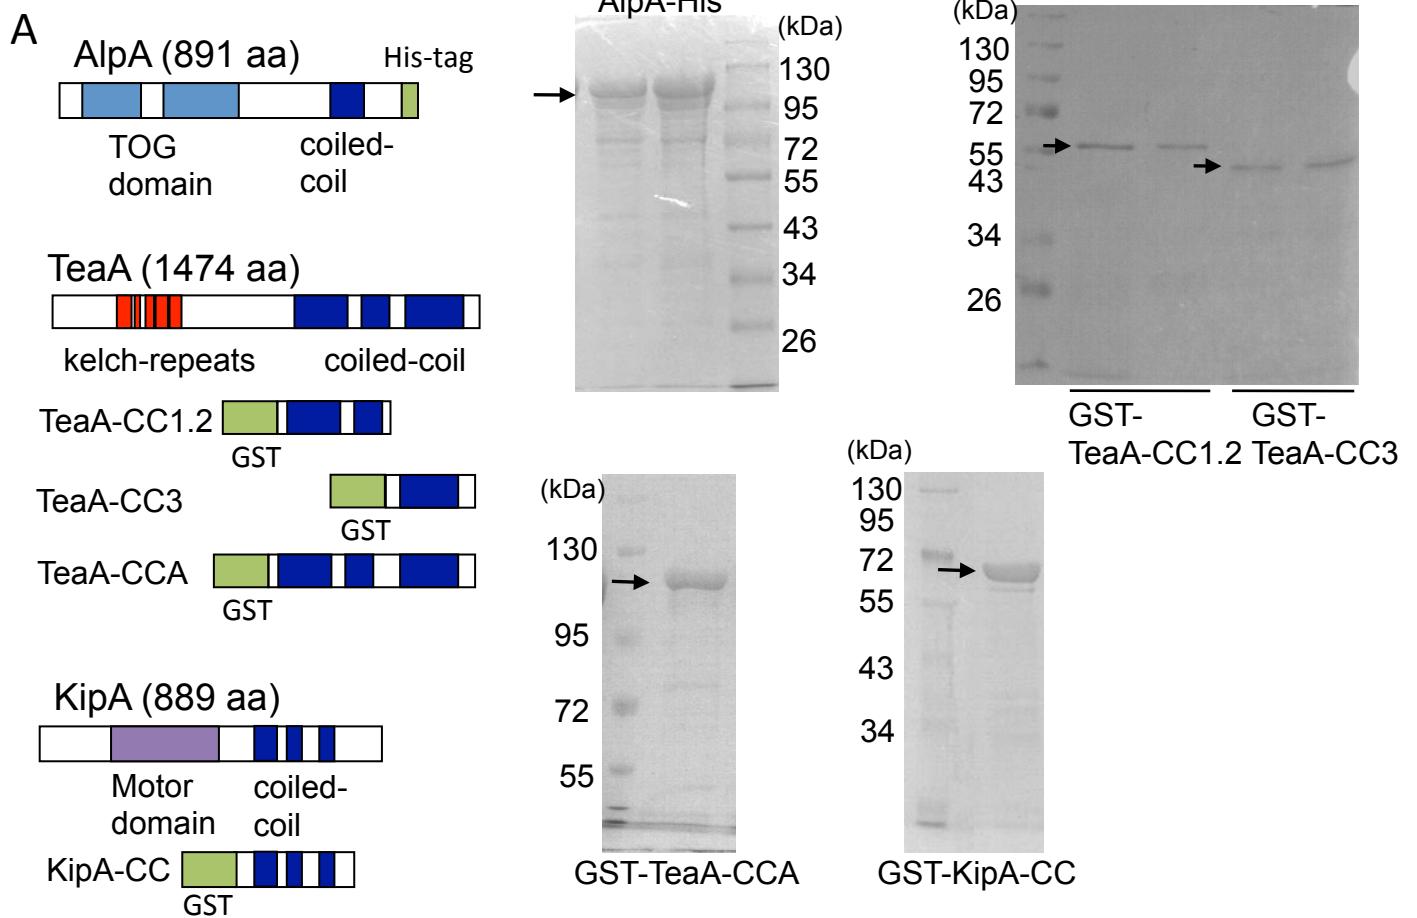 A
AlpA (891 aa)
His-tag
TOG
domain
coiled-
coil
TeaA (1474 aa)
kelch-repeats
coiled-coil
TeaA-CC1.2
GST
TeaA-CC3
GST
TeaA-CCA
GST
KipA (889 aa)
Motor
domain
coiled-
coil
KipA-CC
GST
AlpA-His
(kDa)
130
95
72
55
43
34
26
(kDa)
130
95
72
55
43
34
26
GST-
TeaA-CC1.2
GST-
TeaA-CC3
(kDa)
130
95
72
55
GST-TeaA-CCA
(kDa)
130
95
72
55
43
34
GST-KipA-CC